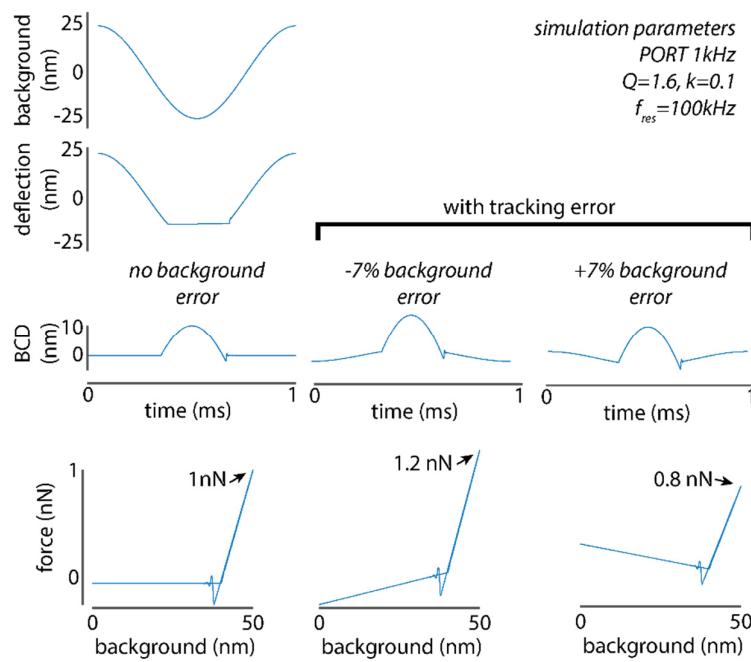 simulation parameters
PORT 1kHz
Q=1.6, k=0.1
fres=100kHz
background
(nm)
25
0
-25
deflection
(nm)
25
0
-25
with tracking error
no background
error
-7% background
error
+7% background
error
BCD
(nm)
10
0
0 1
time (ms)
0 1
time (ms)
0 1
time (ms)
force (nN)
1
0
1nN
1.2 nN
0.8 nN
0 50
background (nm)
0 50
background (nm)
0 50
background (nm)